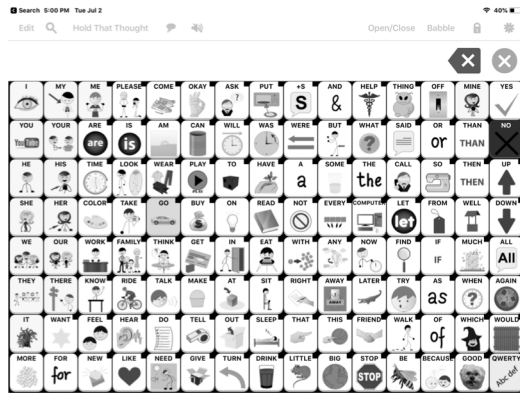 Search 5:00 PM Tue Jul 2 40%
Edit Hold That Thought Open/Close Babble
I MY ME PLEASE COME OKAY ASK PUT +S AND HELP THING OFF MINE YES
? S &
YOU YOUR ARE IS AM CAN WILL WAS WERE BUT WHAT SAID OR THAN NO
YouTube are is ? or THAN
HE HIS TIME LOOK WEAR PLAY TO HAVE A SOME THE CALL SO THEN UP
a the THEN
SHE HER COLOR TAKE GO BUY ON READ NOT EVERY COMPUTER LET FROM WELL DOWN
$ let
WE OUR WORK FAMILY THINK GET IN EAT WITH ANY NOW FIND IF MUCH ALL
IF All
THEY THERE KNOW RIDE TALK MAKE AT SIT RIGHT AWAY LATER TRY AS WHEN AGAIN
AWAY as ?
IT WANT FEEL HEAR DO TELL OUT SLEEP THAT THIS FRIEND WALK OF WHICH WOULD
of
MORE FOR NEW LIKE NEED GIVE TURN DRINK LITTLE BIG STOP BE BECAUSE GOOD QWERTY
for STOP Abc def